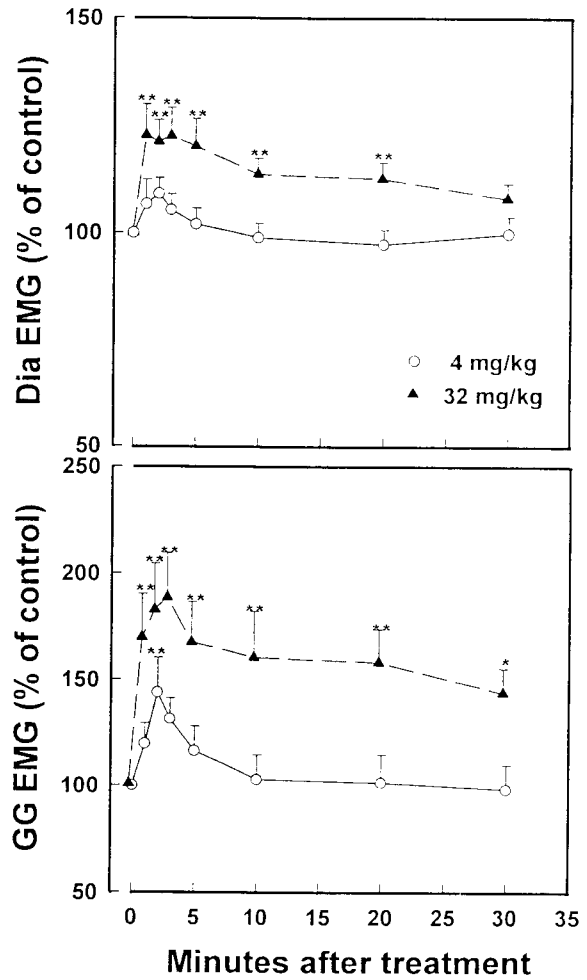 150
** ** **
**
** **
100
Dia EMG (% of control)
4 mg/kg
32 mg/kg
50
250
** **
** **
** **
**
*
200
150
100
50
GG EMG (% of control)
0 5 10 15 20 25 30 35
Minutes after treatment